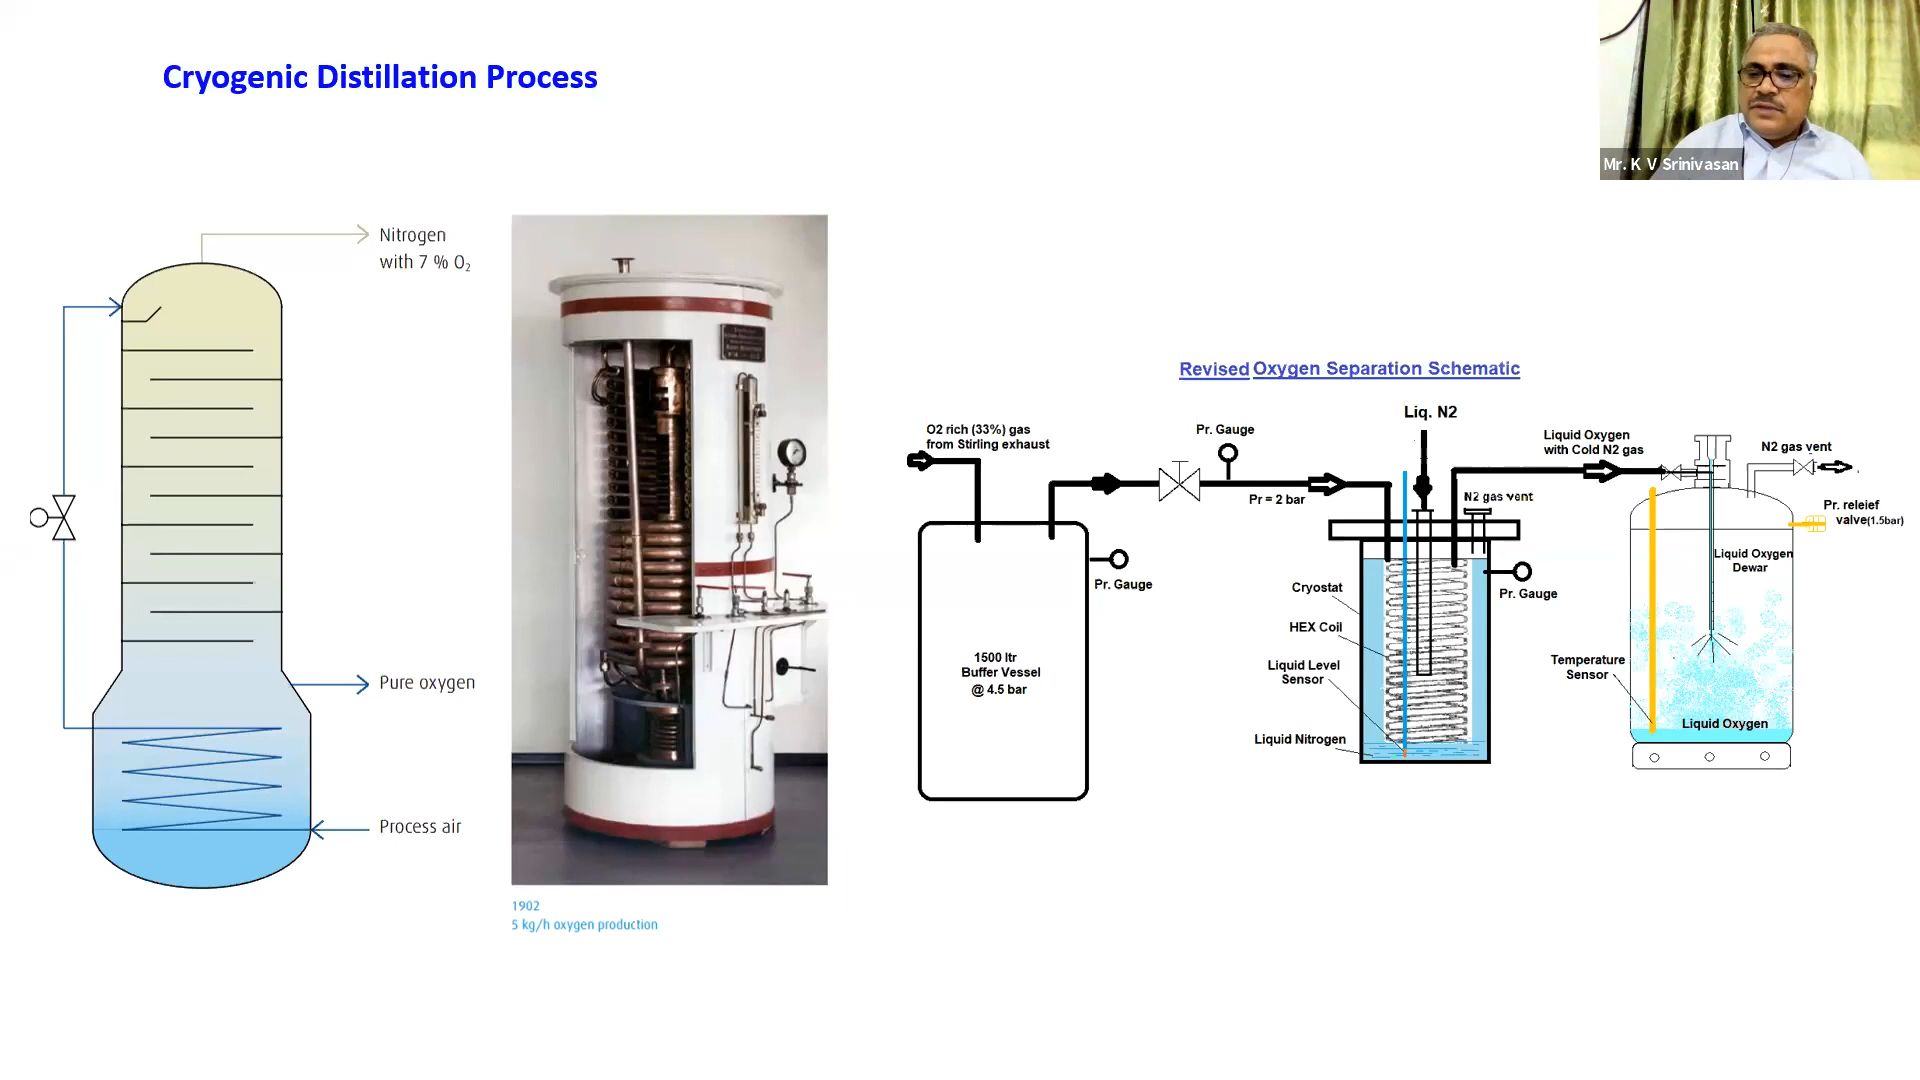 Cryogenic Distillation Process
Mr. K V Srinivasan
Nitrogen
with 7 % O₂
Pure oxygen
Process air
1902
5 kg/h oxygen production
Revised Oxygen Separation Schematic
O2 rich (33%) gas
from Stirling exhaust
Pr. Gauge
Pr = 2 bar
Liq. N2
N2 gas vent
Liquid Oxygen
with Cold N2 gas
N2 gas vent
Pr. releief
valve(1.5bar)
Pr. Gauge
1500 ltr
Buffer Vessel
@ 4.5 bar
Cryostat
HEX Coil
Liquid Level
Sensor
Liquid Nitrogen
Pr. Gauge
Liquid Oxygen
Dewar
Temperature
Sensor
Liquid Oxygen